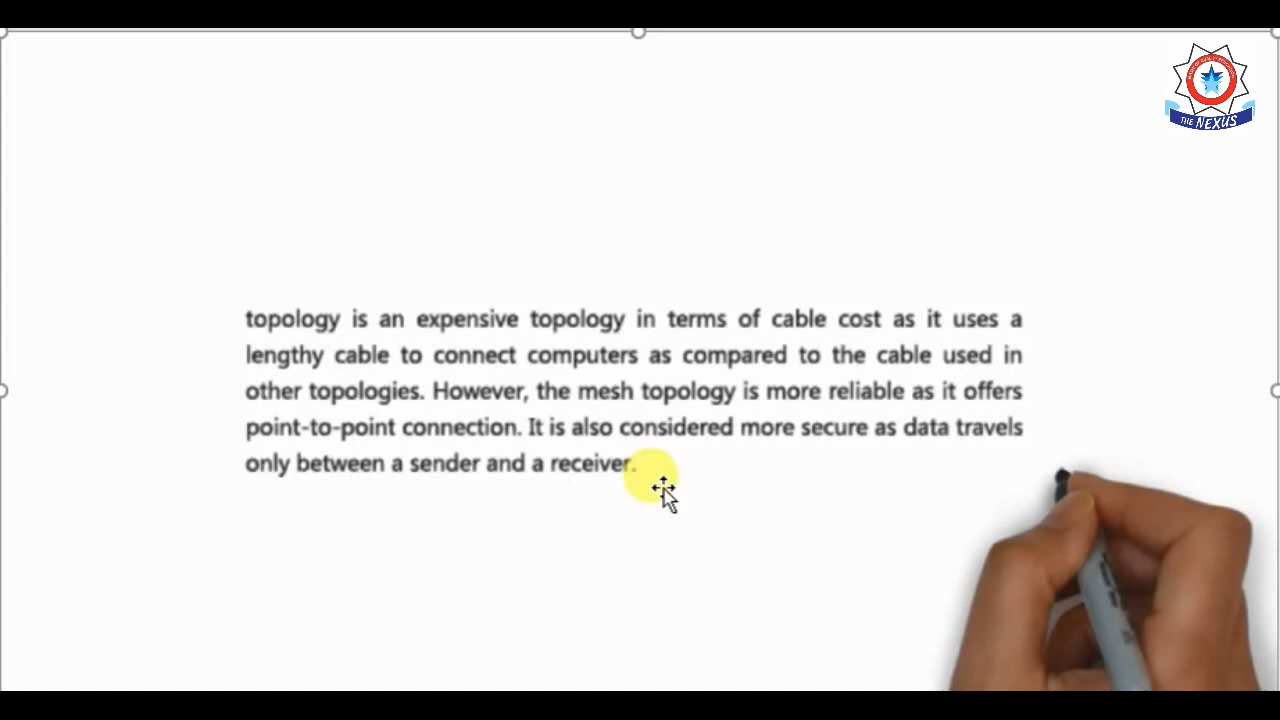 THE NEXUS
topology is an expensive topology in terms of cable cost as it uses a
lengthy cable to connect computers as compared to the cable used in
other topologies. However, the mesh topology is more reliable as it offers
point-to-point connection. It is also considered more secure as data travels
only between a sender and a receiver.